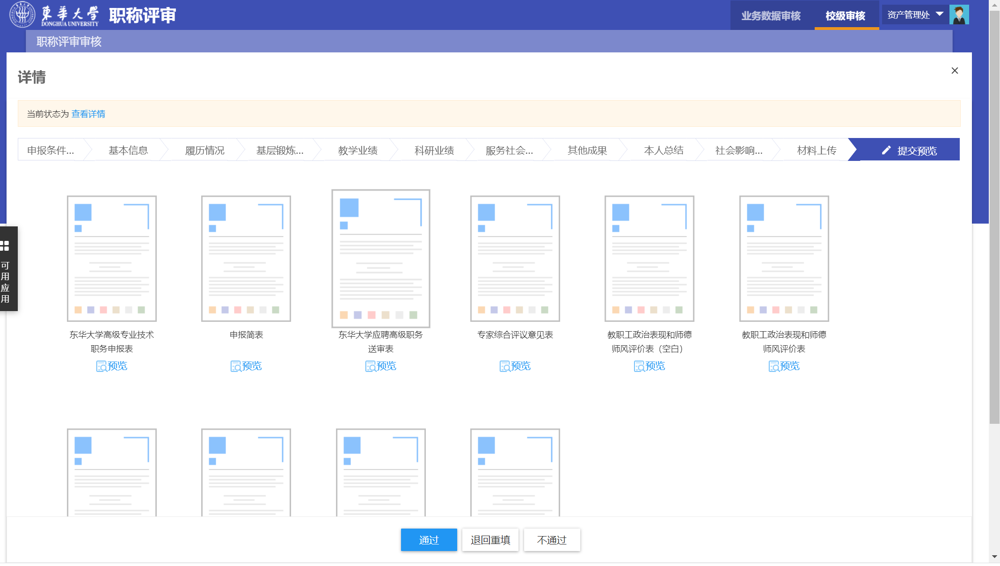 東華大學
DONGHUA UNIVERSITY
职称评审
业务数据审核
校级审核
资产管理处
职称评审审核
详情
当前状态为 查看详情
申报条件...
基本信息
履历情况
基层锻炼...
教学业绩
科研业绩
服务社会...
其他成果
本人总结
社会影响...
材料上传
提交预览
可用应用
东华大学高级专业技术
职务申报表
预览
申报简表
预览
东华大学应聘高级职务
送审表
预览
专家综合评议意见表
预览
教职工政治表现和师德
师风评价表（空白）
预览
教职工政治表现和师德
师风评价表
预览
通过
退回重填
不通过